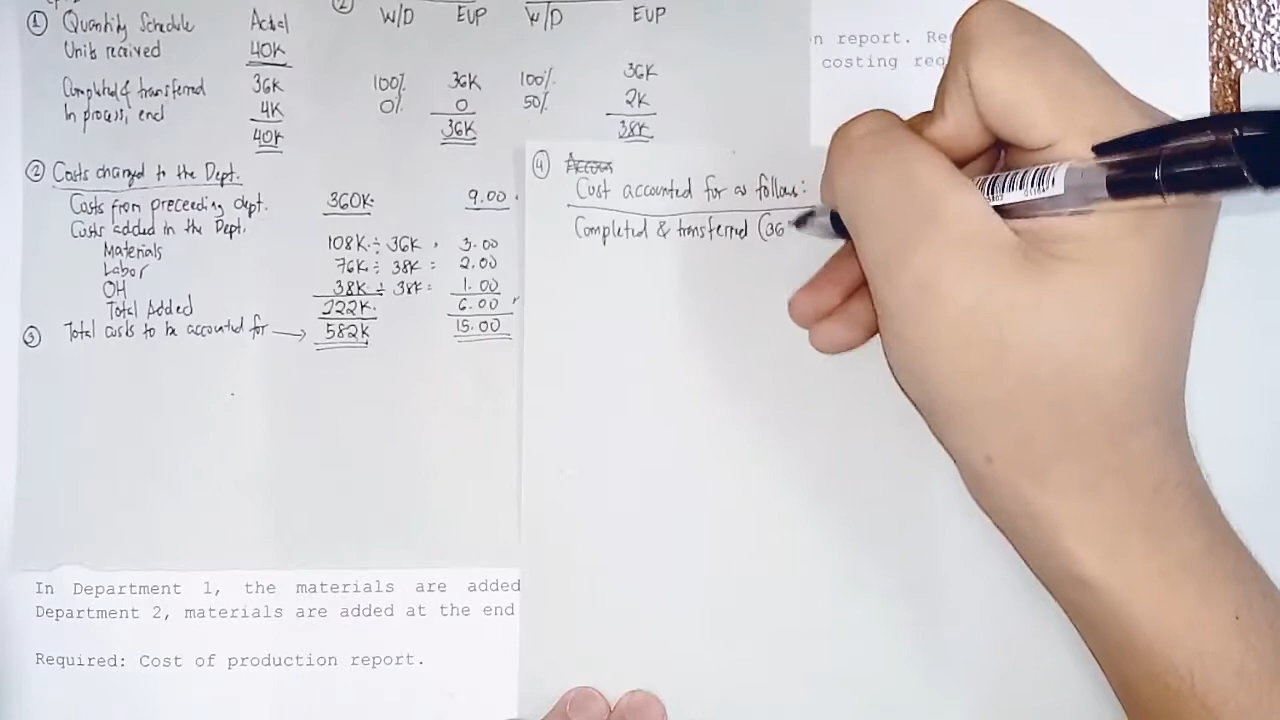 ① Quantity Schedule Actual
② W/D EUP W/D EUP
Units received 40K
Completed & transferred 36K 100% 36K 100% 36K
In process, end 4K 0% 0 50% 2K
40K 36K 38K
② Costs charged to the Dept.
Costs from preceeding dept. 360K 9.00
Costs added in the Dept.
Materials 108K ÷ 36K = 3.00
Labor 76K ÷ 38K = 2.00
OH 38K ÷ 38K = 1.00
Total Added 222K 6.00
③ Total costs to be accounted for → 582K 15.00
n report. Re
costing req
④
Cost accounted for as follows:
Completed & transferred (36
In Department 1, the materials are added
Department 2, materials are added at the end
Required: Cost of production report.